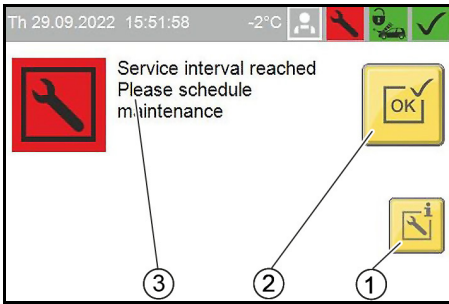 Th 29.09.2022 15:51:58 -2°C
Service interval reached
Please schedule
maintenance
OK
i
3
2
1